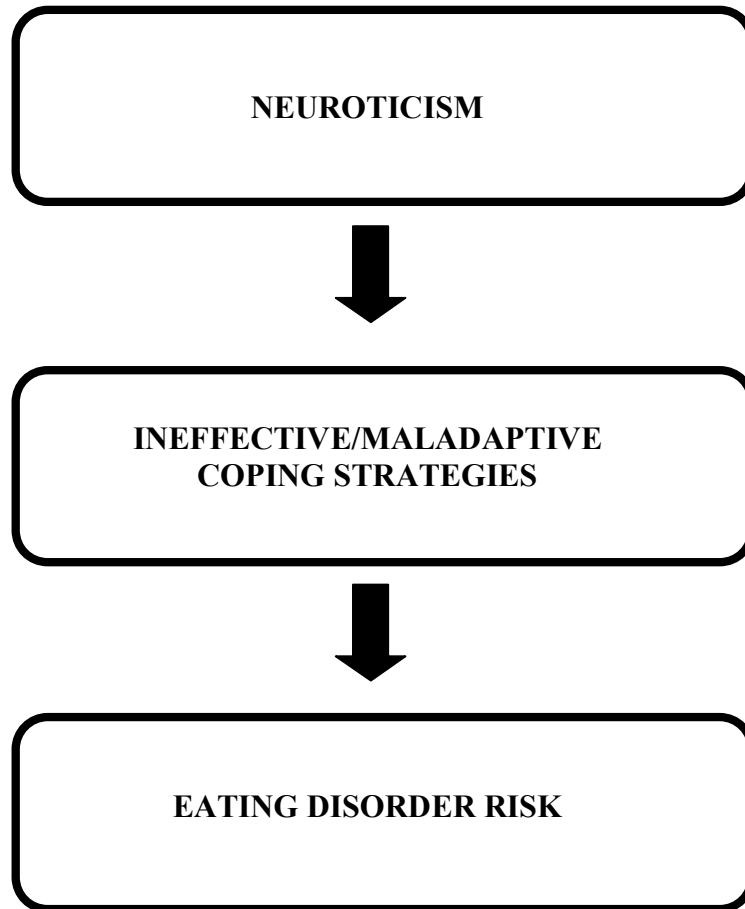 NEUROTICISM
INEFFECTIVE/MALADAPTIVE
COPING STRATEGIES
EATING DISORDER RISK